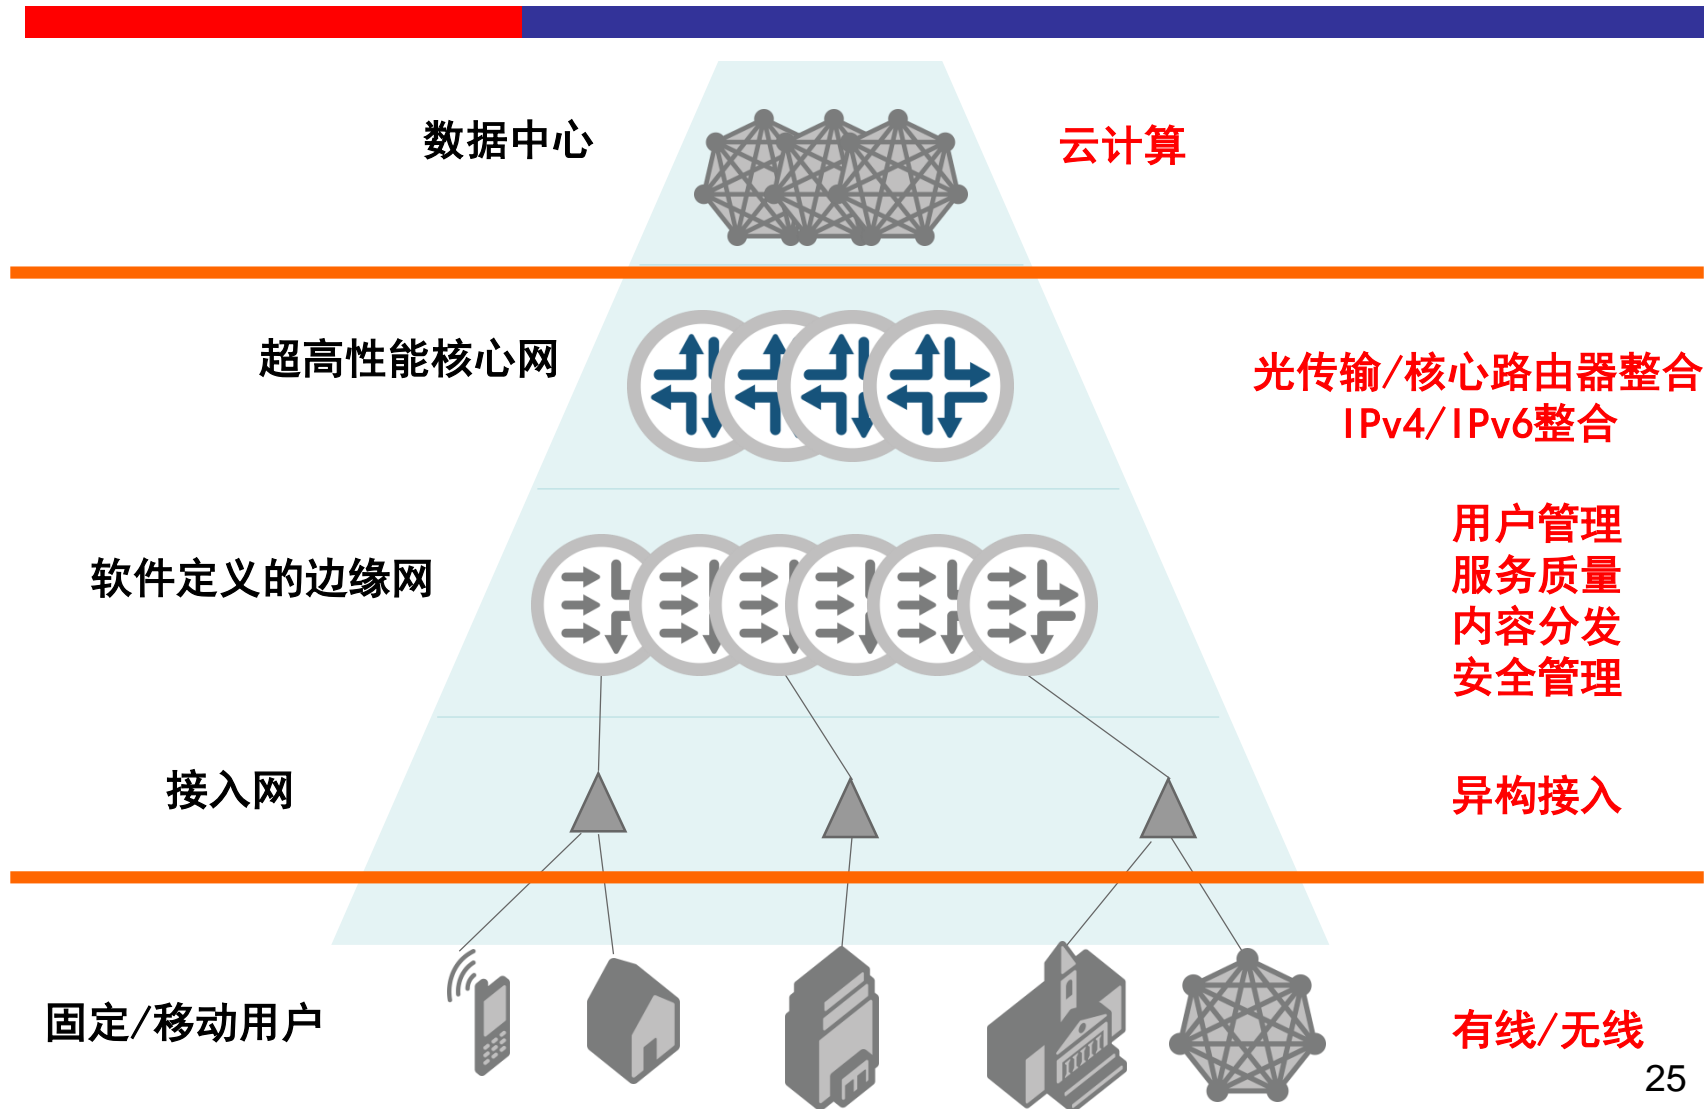 数据中心
云计算
超高性能核心网
光传输/核心路由器整合
IPv4/IPv6整合
软件定义的边缘网
用户管理
服务质量
内容分发
安全管理
接入网
异构接入
固定/移动用户
有线/无线
25